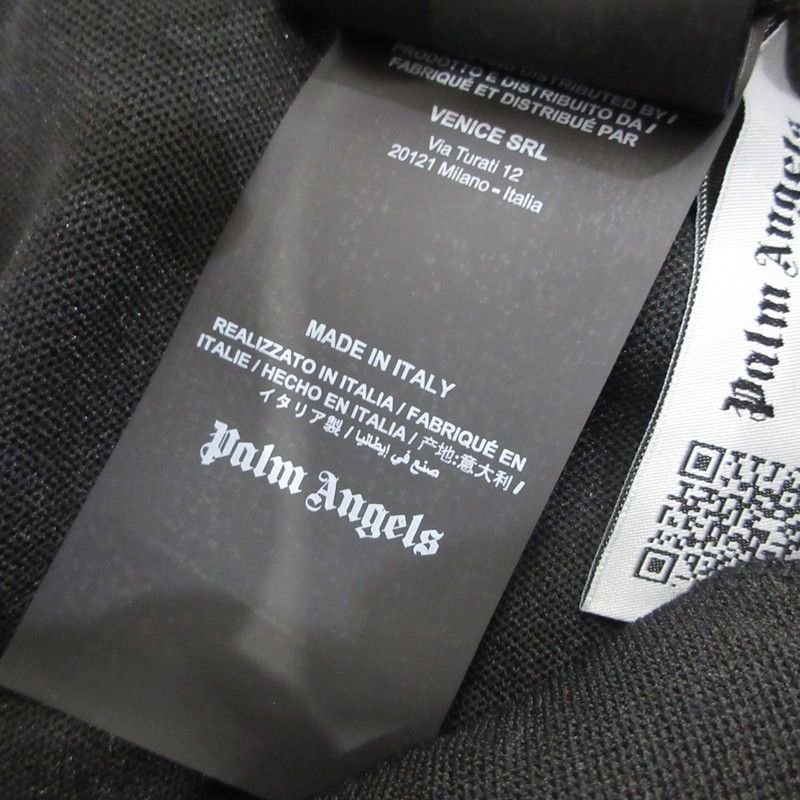 DISTRIBUTED BY /
PRODOTTO E DISTRIBUITO DA /
FABRIQUÉ ET DISTRIBUÉ PAR
VENICE SRL
Via Turati 12
20121 Milano - Italia
MADE IN ITALY
REALIZZATO IN ITALIA / FABRIQUÉ EN
ITALIE / HECHO EN ITALIA / 产地:意大利 /
イタリア製 / صنع في إيطاليا
Palm Angels
Palm Angels